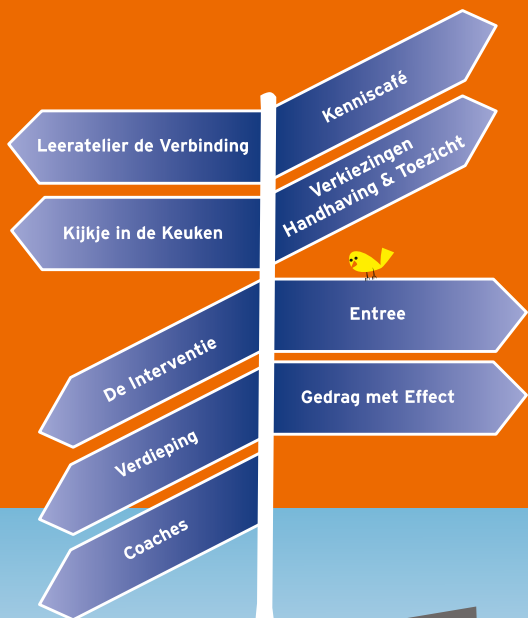 Kenniscafé
Leeratelier de Verbinding
Verkiezingen
Handhaving & Toezicht
Kijkje in de Keuken
Entree
De Interventie
Gedrag met Effect
Verdieping
Coaches